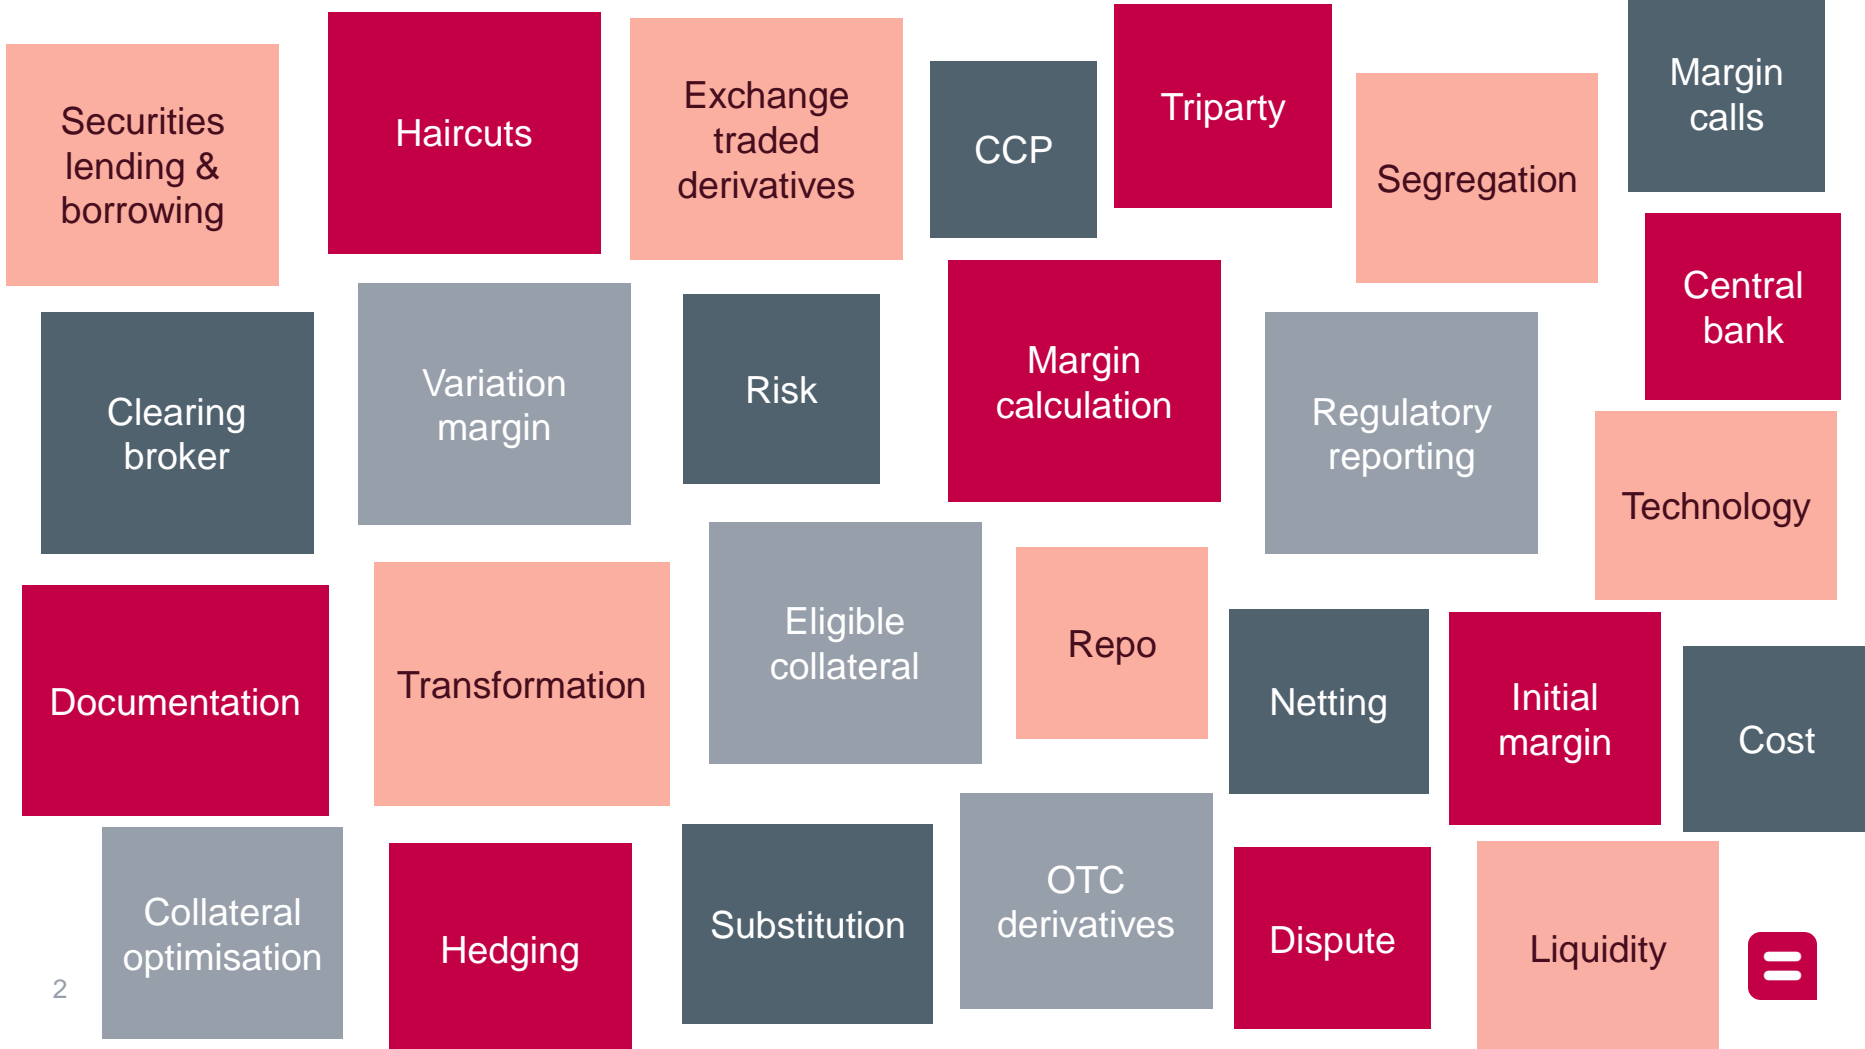 Securities
lending &
borrowing
Haircuts
Exchange
traded
derivatives
CCP
Triparty
Segregation
Margin
calls
Central
bank
Clearing
broker
Variation
margin
Risk
Margin
calculation
Regulatory
reporting
Technology
Documentation
Transformation
Eligible
collateral
Repo
Netting
Initial
margin
Cost
Collateral
optimisation
Hedging
Substitution
OTC
derivatives
Dispute
Liquidity
2